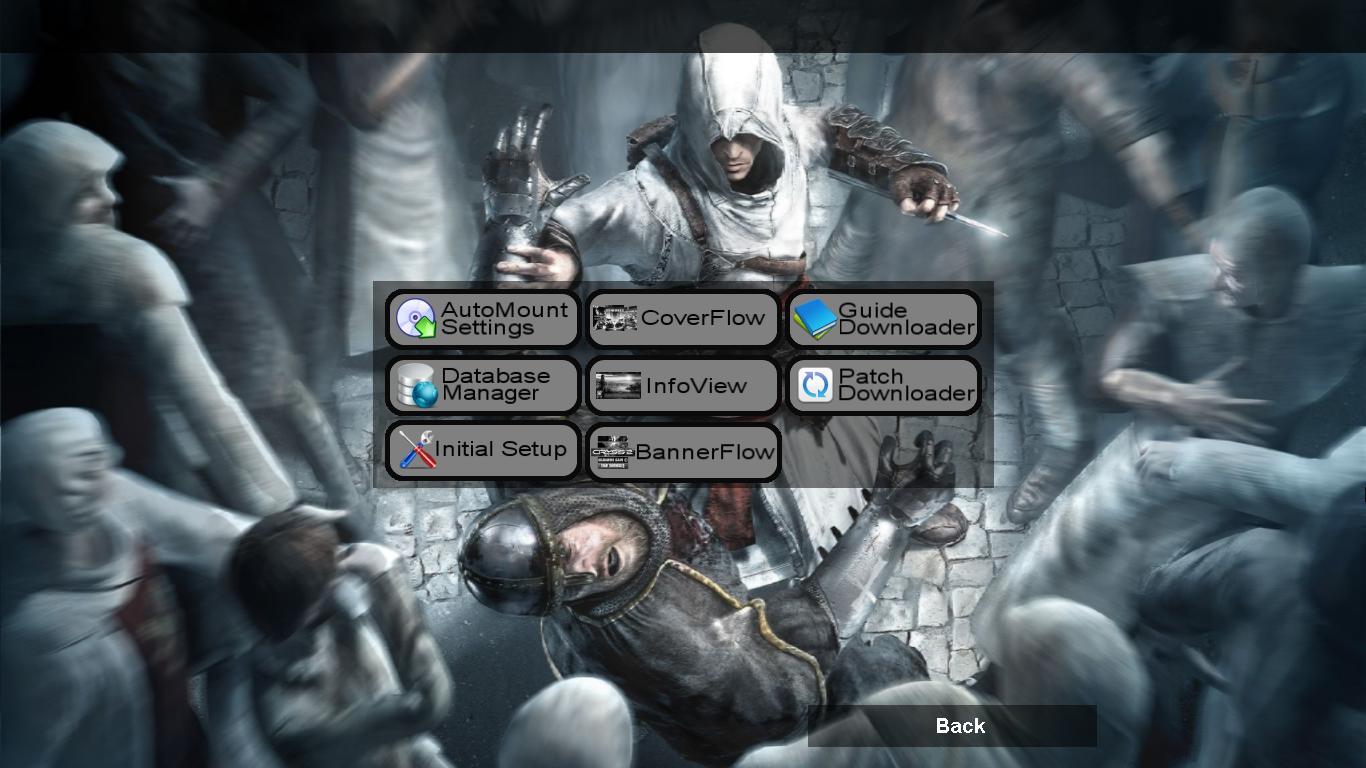 AutoMount
Settings
CoverFlow
Guide
Downloader
Database
Manager
InfoView
Patch
Downloader
Initial Setup
BannerFlow
Back